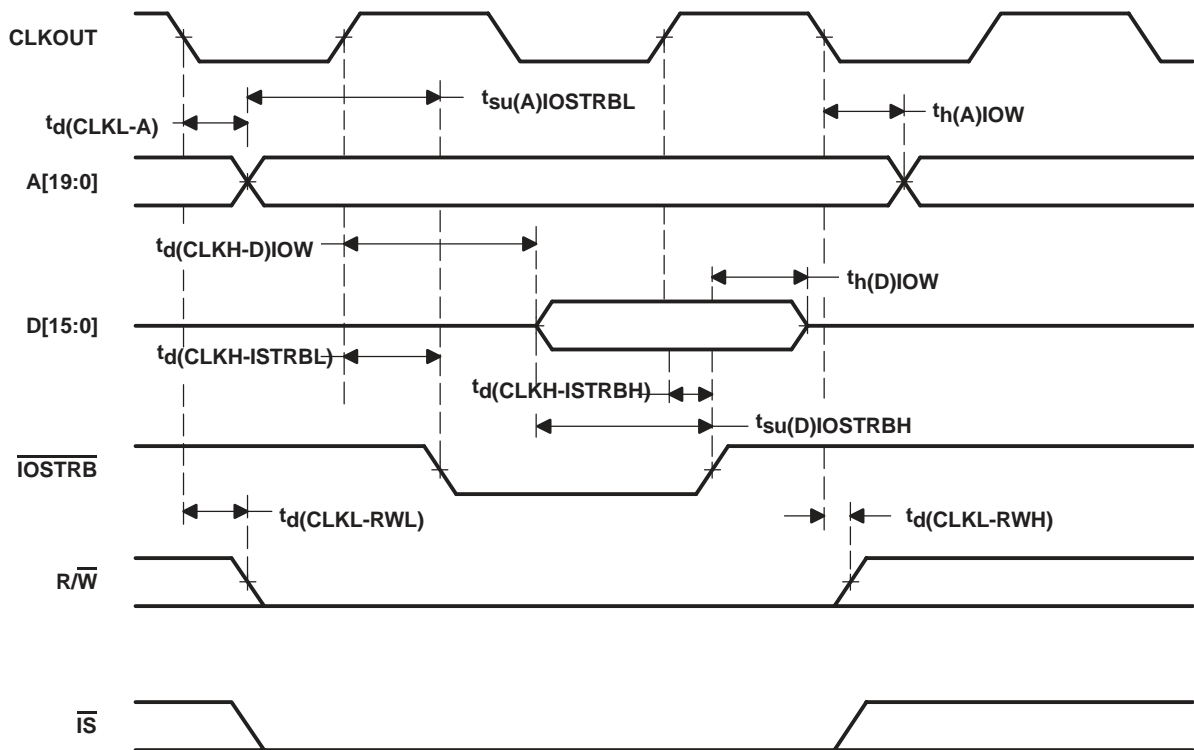 CLKOUT
tsu(A)IOSTRBL
td(CLKL-A)
th(A)IOW
A[19:0]
td(CLKH-D)IOW
th(D)IOW
D[15:0]
td(CLKH-ISTRBL)
td(CLKH-ISTRBH)
tsu(D)IOSTRBH
IOSTRB
td(CLKL-RWL)
td(CLKL-RWH)
R/W
IS